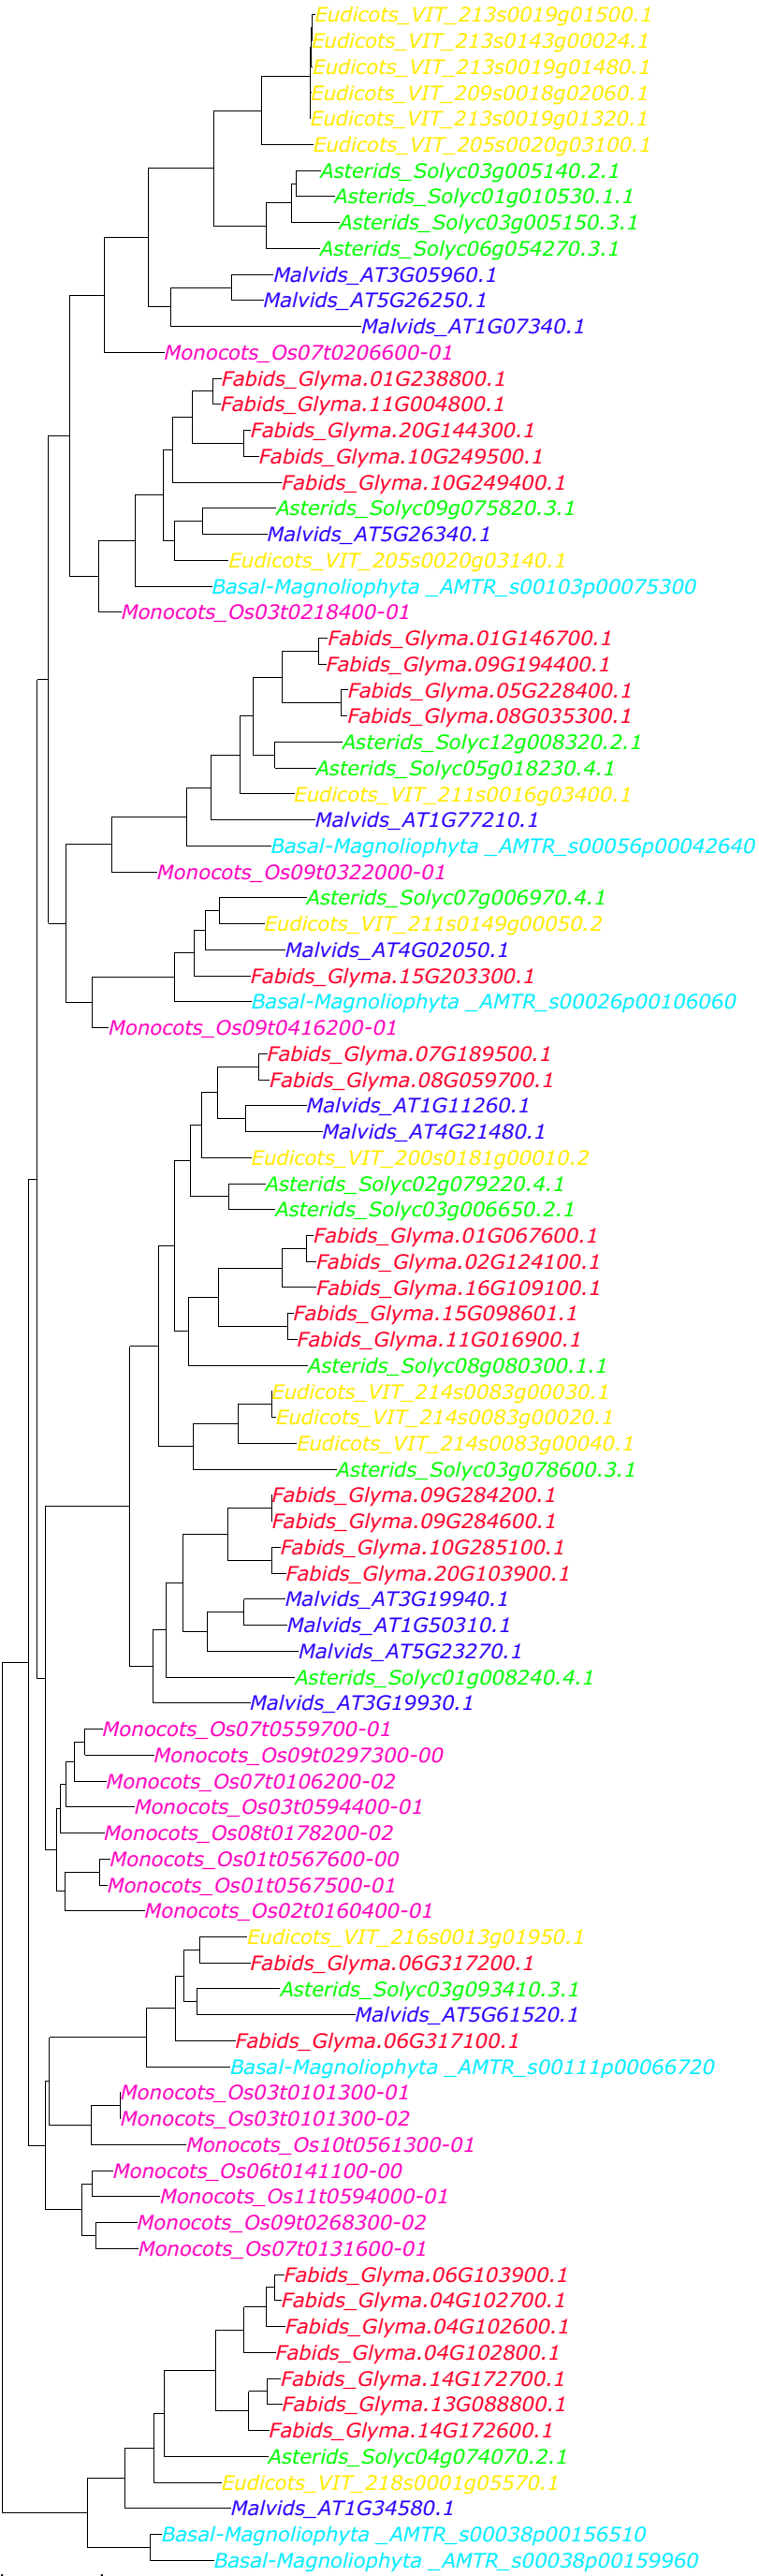 Eudicots_VIT_213s0019g01500.1
Eudicots_VIT_213s0143g00024.1
Eudicots_VIT_213s0019g01480.1
Eudicots_VIT_209s0018g02060.1
Eudicots_VIT_213s0019g01320.1
Eudicots_VIT_205s0020g03100.1
Asterids_Solyc03g005140.2.1
Asterids_Solyc01g010530.1.1
Asterids_Solyc03g005150.3.1
Asterids_Solyc06g054270.3.1
Malvids_AT3G05960.1
Malvids_AT5G26250.1
Malvids_AT1G07340.1
Monocots_Os07t0206600-01
Fabids_Glyma.01G238800.1
Fabids_Glyma.11G004800.1
Fabids_Glyma.20G144300.1
Fabids_Glyma.10G249500.1
Fabids_Glyma.10G249400.1
Asterids_Solyc09g075820.3.1
Malvids_AT5G26340.1
Eudicots_VIT_205s0020g03140.1
Basal-Magnoliophyta _AMTR_s00103p00075300
Monocots_Os03t0218400-01
Fabids_Glyma.01G146700.1
Fabids_Glyma.09G194400.1
Fabids_Glyma.05G228400.1
Fabids_Glyma.08G035300.1
Asterids_Solyc12g008320.2.1
Asterids_Solyc05g018230.4.1
Eudicots_VIT_211s0016g03400.1
Malvids_AT1G77210.1
Basal-Magnoliophyta _AMTR_s00056p00042640
Monocots_Os09t0322000-01
Asterids_Solyc07g006970.4.1
Eudicots_VIT_211s0149g00050.2
Malvids_AT4G02050.1
Fabids_Glyma.15G203300.1
Basal-Magnoliophyta _AMTR_s00026p00106060
Monocots_Os09t0416200-01
Fabids_Glyma.07G189500.1
Fabids_Glyma.08G059700.1
Malvids_AT1G11260.1
Malvids_AT4G21480.1
Eudicots_VIT_200s0181g00010.2
Asterids_Solyc02g079220.4.1
Asterids_Solyc03g006650.2.1
Fabids_Glyma.01G067600.1
Fabids_Glyma.02G124100.1
Fabids_Glyma.16G109100.1
Fabids_Glyma.15G098601.1
Fabids_Glyma.11G016900.1
Asterids_Solyc08g080300.1.1
Eudicots_VIT_214s0083g00030.1
Eudicots_VIT_214s0083g00020.1
Eudicots_VIT_214s0083g00040.1
Asterids_Solyc03g078600.3.1
Fabids_Glyma.09G284200.1
Fabids_Glyma.09G284600.1
Fabids_Glyma.10G285100.1
Fabids_Glyma.20G103900.1
Malvids_AT3G19940.1
Malvids_AT1G50310.1
Malvids_AT5G23270.1
Asterids_Solyc01g008240.4.1
Malvids_AT3G19930.1
Monocots_Os07t0559700-01
Monocots_Os09t0297300-00
Monocots_Os07t0106200-02
Monocots_Os03t0594400-01
Monocots_Os08t0178200-02
Monocots_Os01t0567600-00
Monocots_Os01t0567500-01
Monocots_Os02t0160400-01
Eudicots_VIT_216s0013g01950.1
Fabids_Glyma.06G317200.1
Asterids_Solyc03g093410.3.1
Malvids_AT5G61520.1
Fabids_Glyma.06G317100.1
Basal-Magnoliophyta _AMTR_s00111p00066720
Monocots_Os03t0101300-01
Monocots_Os03t0101300-02
Monocots_Os10t0561300-01
Monocots_Os06t0141100-00
Monocots_Os11t0594000-01
Monocots_Os09t0268300-02
Monocots_Os07t0131600-01
Fabids_Glyma.06G103900.1
Fabids_Glyma.04G102700.1
Fabids_Glyma.04G102600.1
Fabids_Glyma.04G102800.1
Fabids_Glyma.14G172700.1
Fabids_Glyma.13G088800.1
Fabids_Glyma.14G172600.1
Asterids_Solyc04g074070.2.1
Eudicots_VIT_218s0001g05570.1
Malvids_AT1G34580.1
Basal-Magnoliophyta _AMTR_s00038p00156510
Basal-Magnoliophyta _AMTR_s00038p00159960